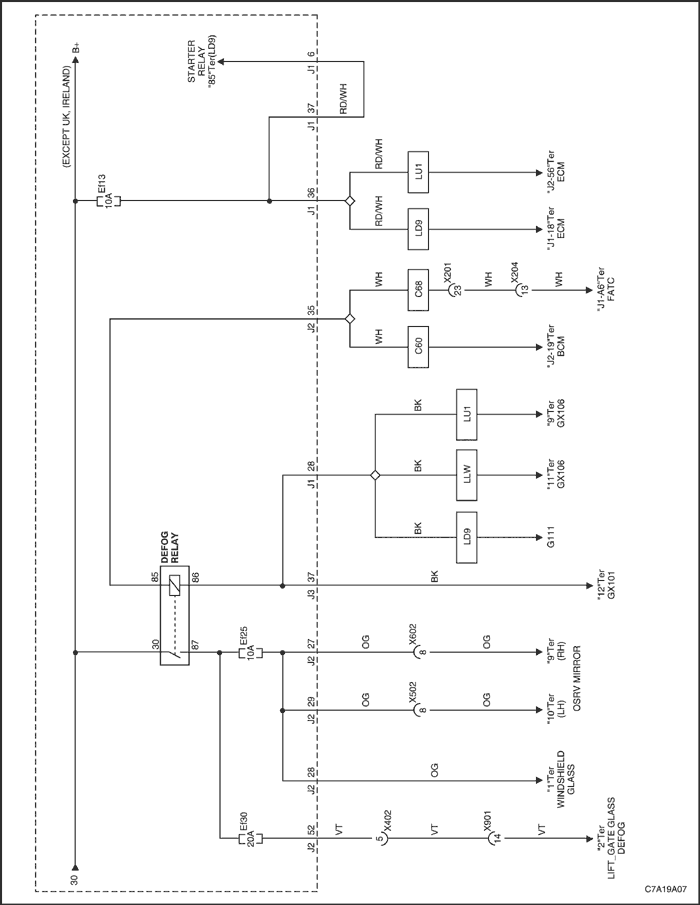 B+
(EXCEPT UK, IRELAND)
STARTER
RELAY
"85"Ter(LD9)
J1 6
J1 37
RD/WH
Ef13
10A
J1 36
RD/WH
LU1
"J2-56"Ter
ECM
RD/WH
LD9
"J1-18"Ter
ECM
J2 35
WH
C68
X201
23
WH
X204
13
WH
"J1-A6"Ter
FATC
WH
C60
"J2-19"Ter
BCM
J1 28
BK
LU1
"9"Ter
GX106
BK
LLW
"11"Ter
GX106
BK
LD9
G111
DEFOG
RELAY
85
86
30
87
J3 37
BK
"12"Ter
GX101
Ef25
10A
J2 27
OG
X602
8
OG
"9"Ter
(RH)
J2 29
OG
X502
8
OG
"10"Ter
(LH)
OSRV MIRROR
J2 28
OG
"1"Ter
WINDSHIELD
GLASS
Ef30
20A
J2 52
VT
X402
5
VT
X901
14
VT
"2"Ter
LIFT_GATE GLASS
DEFOG
30
C7A19A07